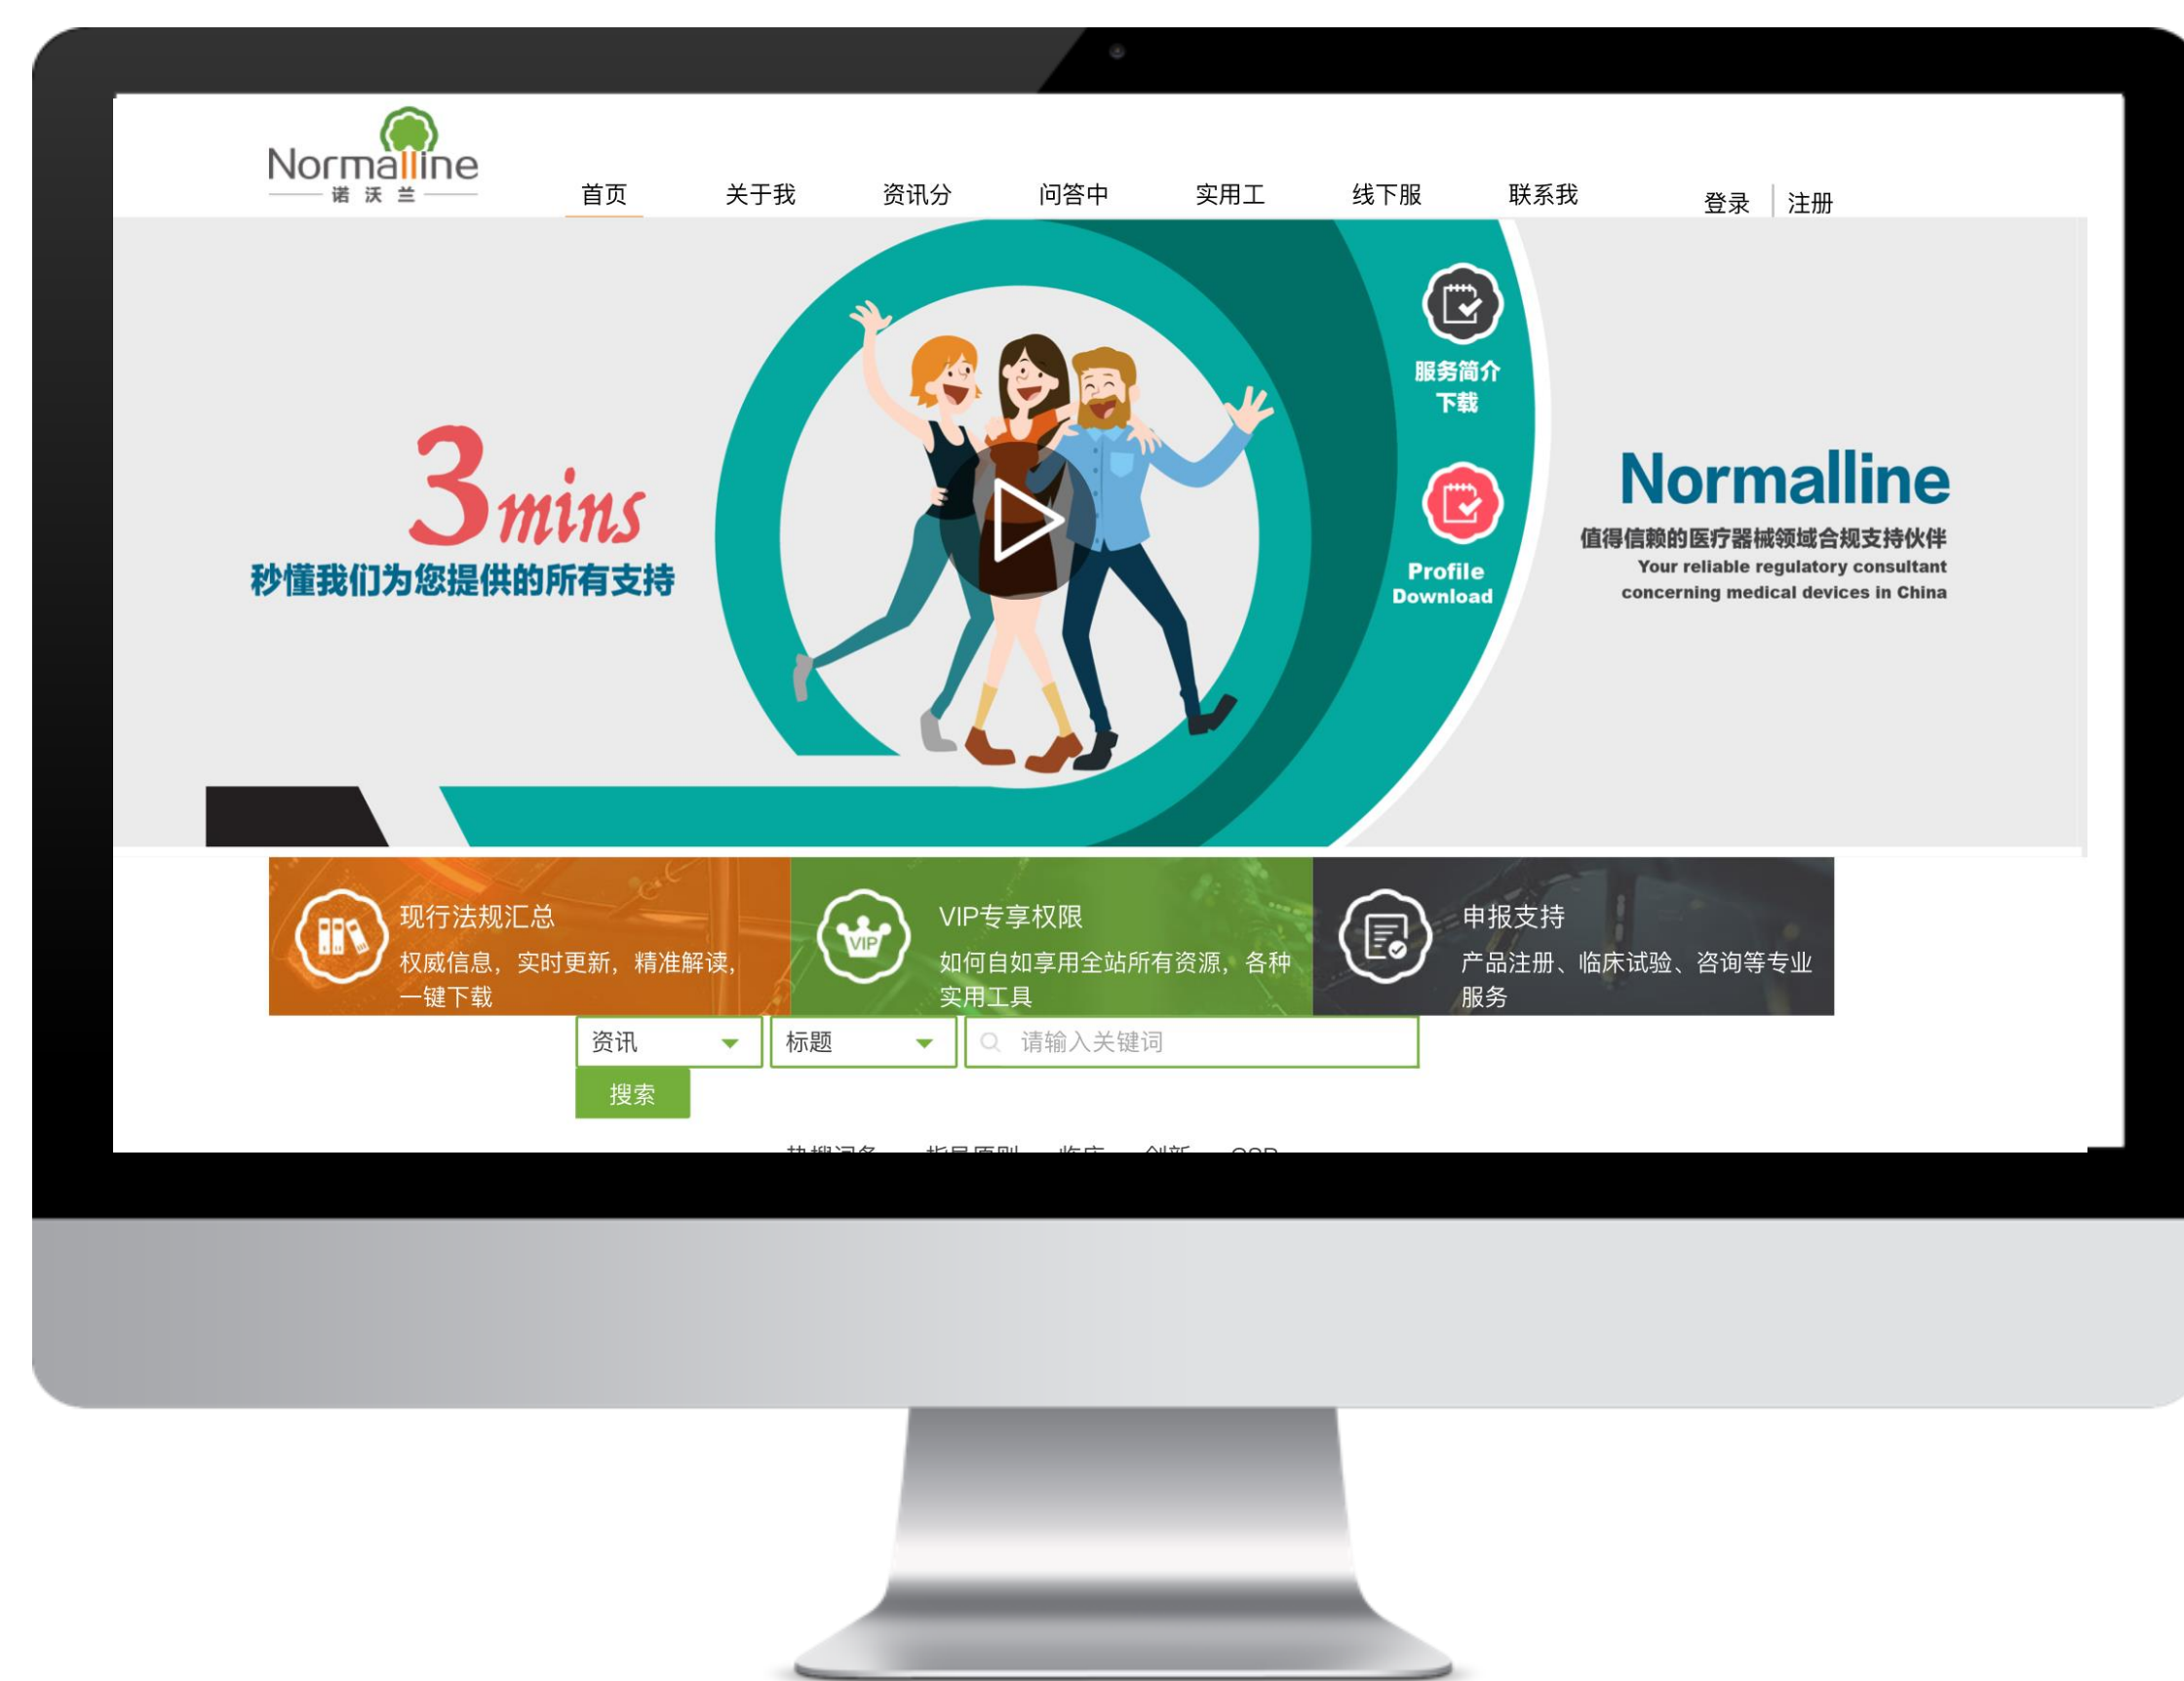 Normalline
诺沃兰
首页 关于我 资讯分 问答中 实用工 线下服 联系我 登录 注册
服务简介
下载
3mins
秒懂我们为您提供的所有支持
Profile
Download
Normalline
值得信赖的医疗器械领域合规支持伙伴
Your reliable regulatory consultant
concerning medical devices in China
现行法规汇总
权威信息，实时更新，精准解读，
一键下载
VIP
VIP专享权限
如何自如享用全站所有资源，各种
实用工具
申报支持
产品注册、临床试验、咨询等专业
服务
资讯 标题 请输入关键词
搜索